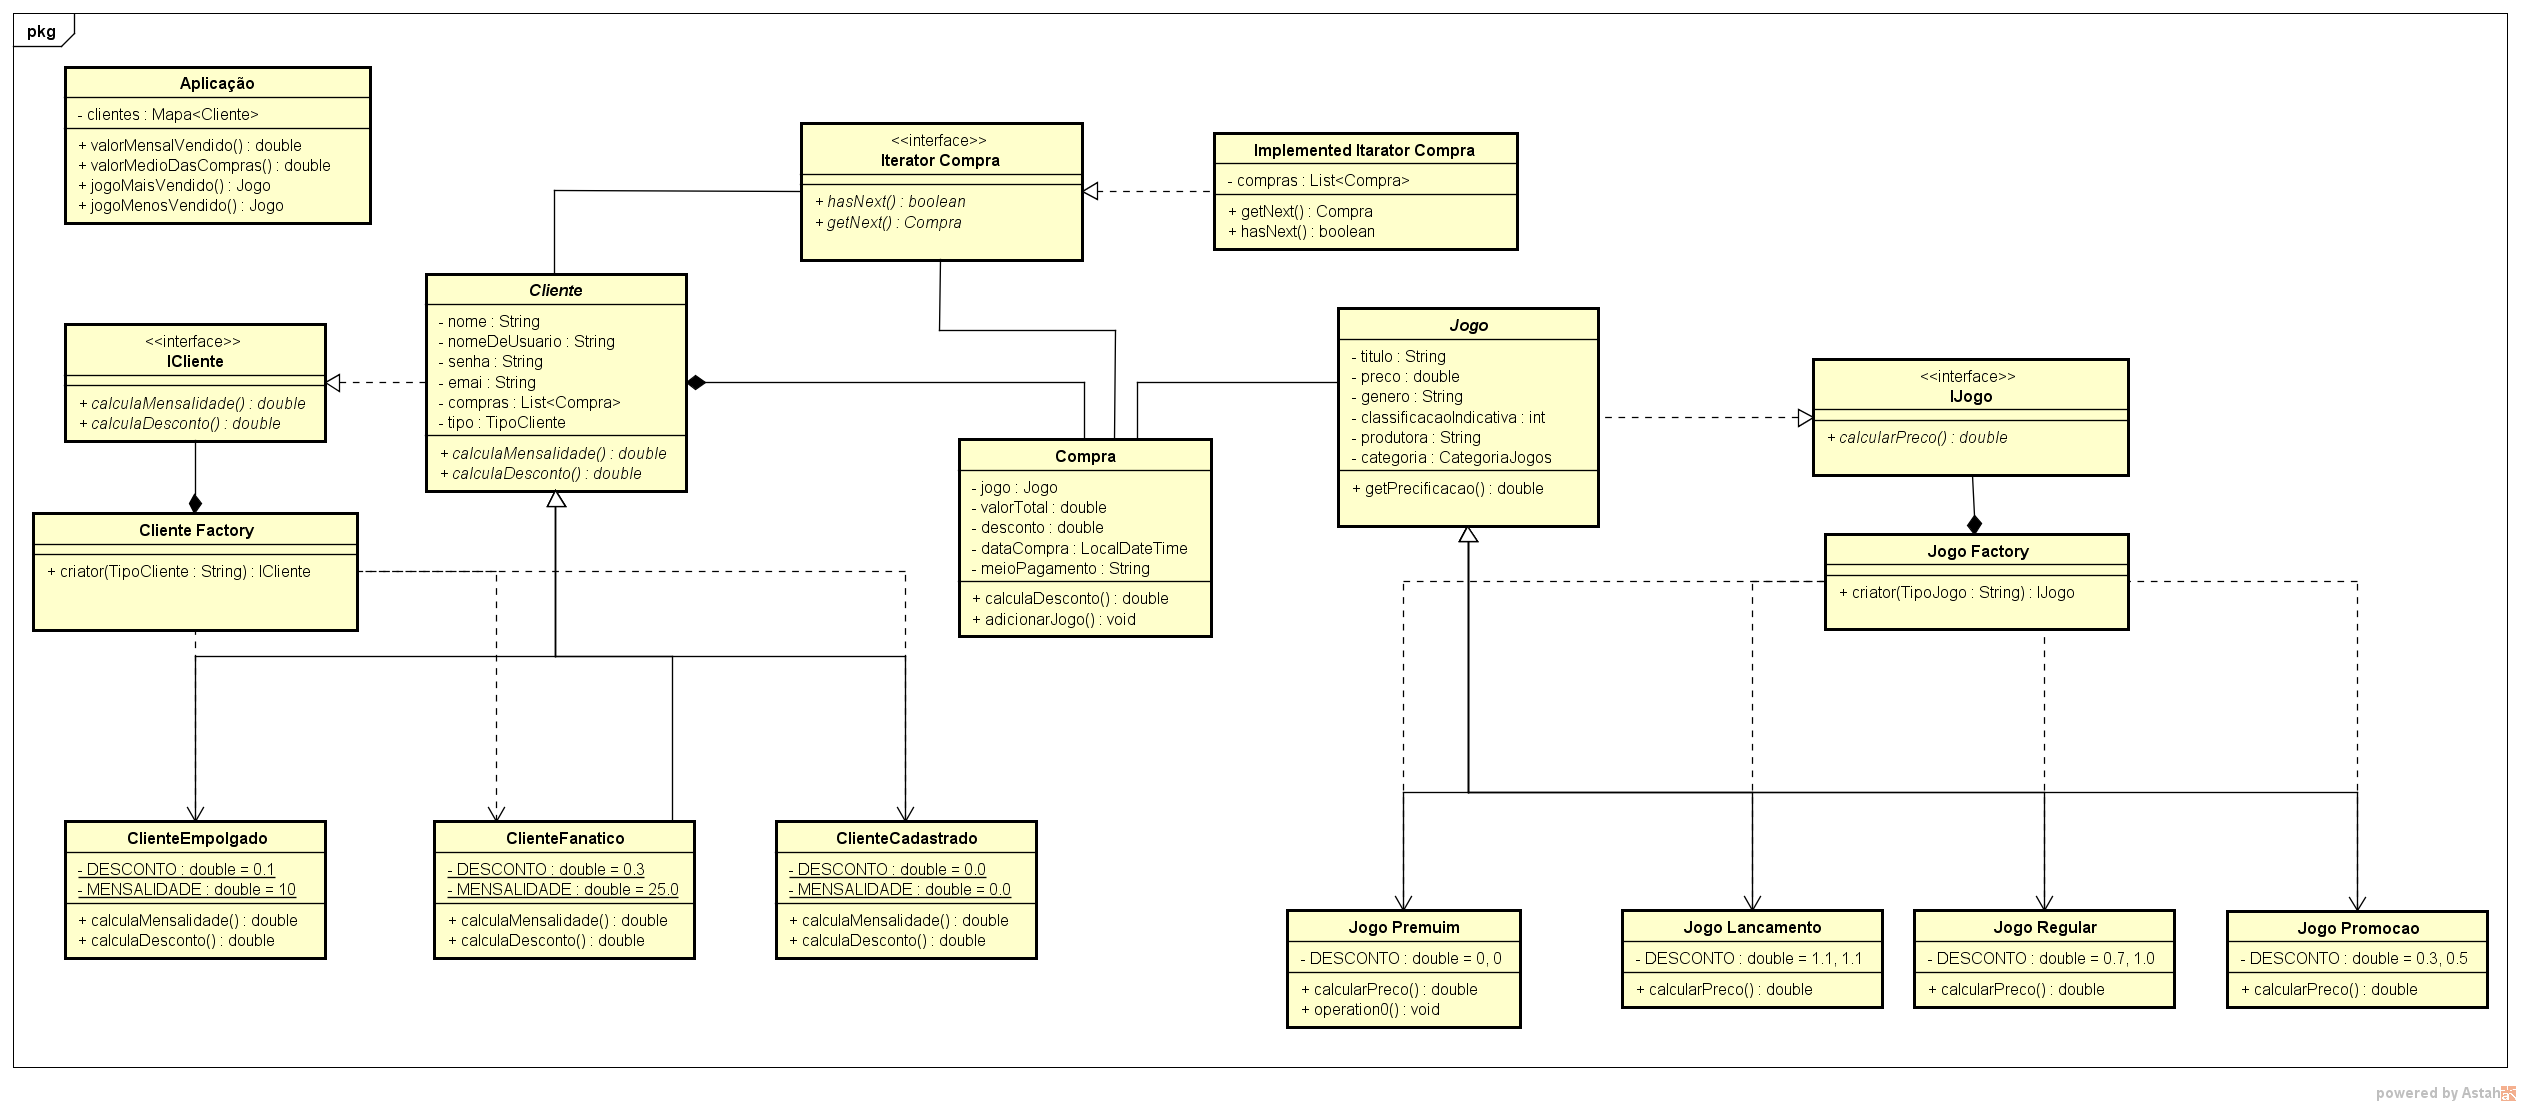 pkg
Aplicação
- clientes : Mapa<Cliente>
+ valorMensalVendido() : double
+ valorMedioDasCompras() : double
+ jogoMaisVendido() : Jogo
+ jogoMenosVendido() : Jogo
<<interface>>
Iterator Compra
+ hasNext() : boolean
+ getNext() : Compra
Implemented Itarator Compra
- compras : List<Compra>
+ getNext() : Compra
+ hasNext() : boolean
<<interface>>
ICliente
+ calculaMensalidade() : double
+ calculaDesconto() : double
Cliente
- nome : String
- nomeDeUsuario : String
- senha : String
- emai : String
- compras : List<Compra>
- tipo : TipoCliente
+ calculaMensalidade() : double
+ calculaDesconto() : double
Jogo
- titulo : String
- preco : double
- genero : String
- classificacaoIndicativa : int
- produtora : String
- categoria : CategoriaJogos
+ getPrecificacao() : double
<<interface>>
IJogo
+ calcularPreco() : double
Compra
- jogo : Jogo
- valorTotal : double
- desconto : double
- dataCompra : LocalDateTime
- meioPagamento : String
+ calculaDesconto() : double
+ adicionarJogo() : void
Cliente Factory
+ criator(TipoCliente : String) : ICliente
Jogo Factory
+ criator(TipoJogo : String) : IJogo
ClienteEmpolgado
- DESCONTO : double = 0.1
- MENSALIDADE : double = 10
+ calculaMensalidade() : double
+ calculaDesconto() : double
ClienteFanatico
- DESCONTO : double = 0.3
- MENSALIDADE : double = 25.0
+ calculaMensalidade() : double
+ calculaDesconto() : double
ClienteCadastrado
- DESCONTO : double = 0.0
- MENSALIDADE : double = 0.0
+ calculaMensalidade() : double
+ calculaDesconto() : double
Jogo Premuim
- DESCONTO : double = 0, 0
+ calcularPreco() : double
+ operation0() : void
Jogo Lancamento
- DESCONTO : double = 1.1, 1.1
+ calcularPreco() : double
Jogo Regular
- DESCONTO : double = 0.7, 1.0
+ calcularPreco() : double
Jogo Promocao
- DESCONTO : double = 0.3, 0.5
+ calcularPreco() : double
powered by Astah